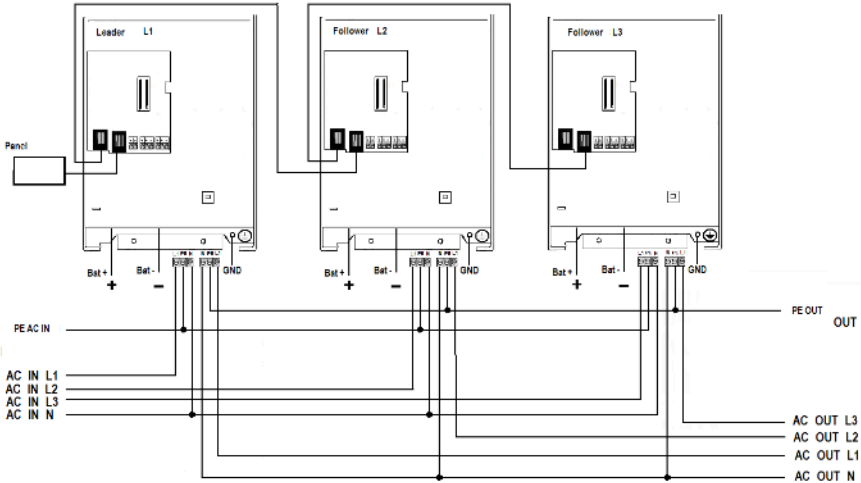 Leader L1
Follower L2
Follower L3
Panel
Bat +
Bat -
GND
+
−
Bat +
Bat -
GND
+
−
Bat +
Bat -
GND
+
−
PE AC IN
PE OUT
OUT
AC IN L1
AC IN L2
AC IN L3
AC IN N
AC OUT L3
AC OUT L2
AC OUT L1
AC OUT N